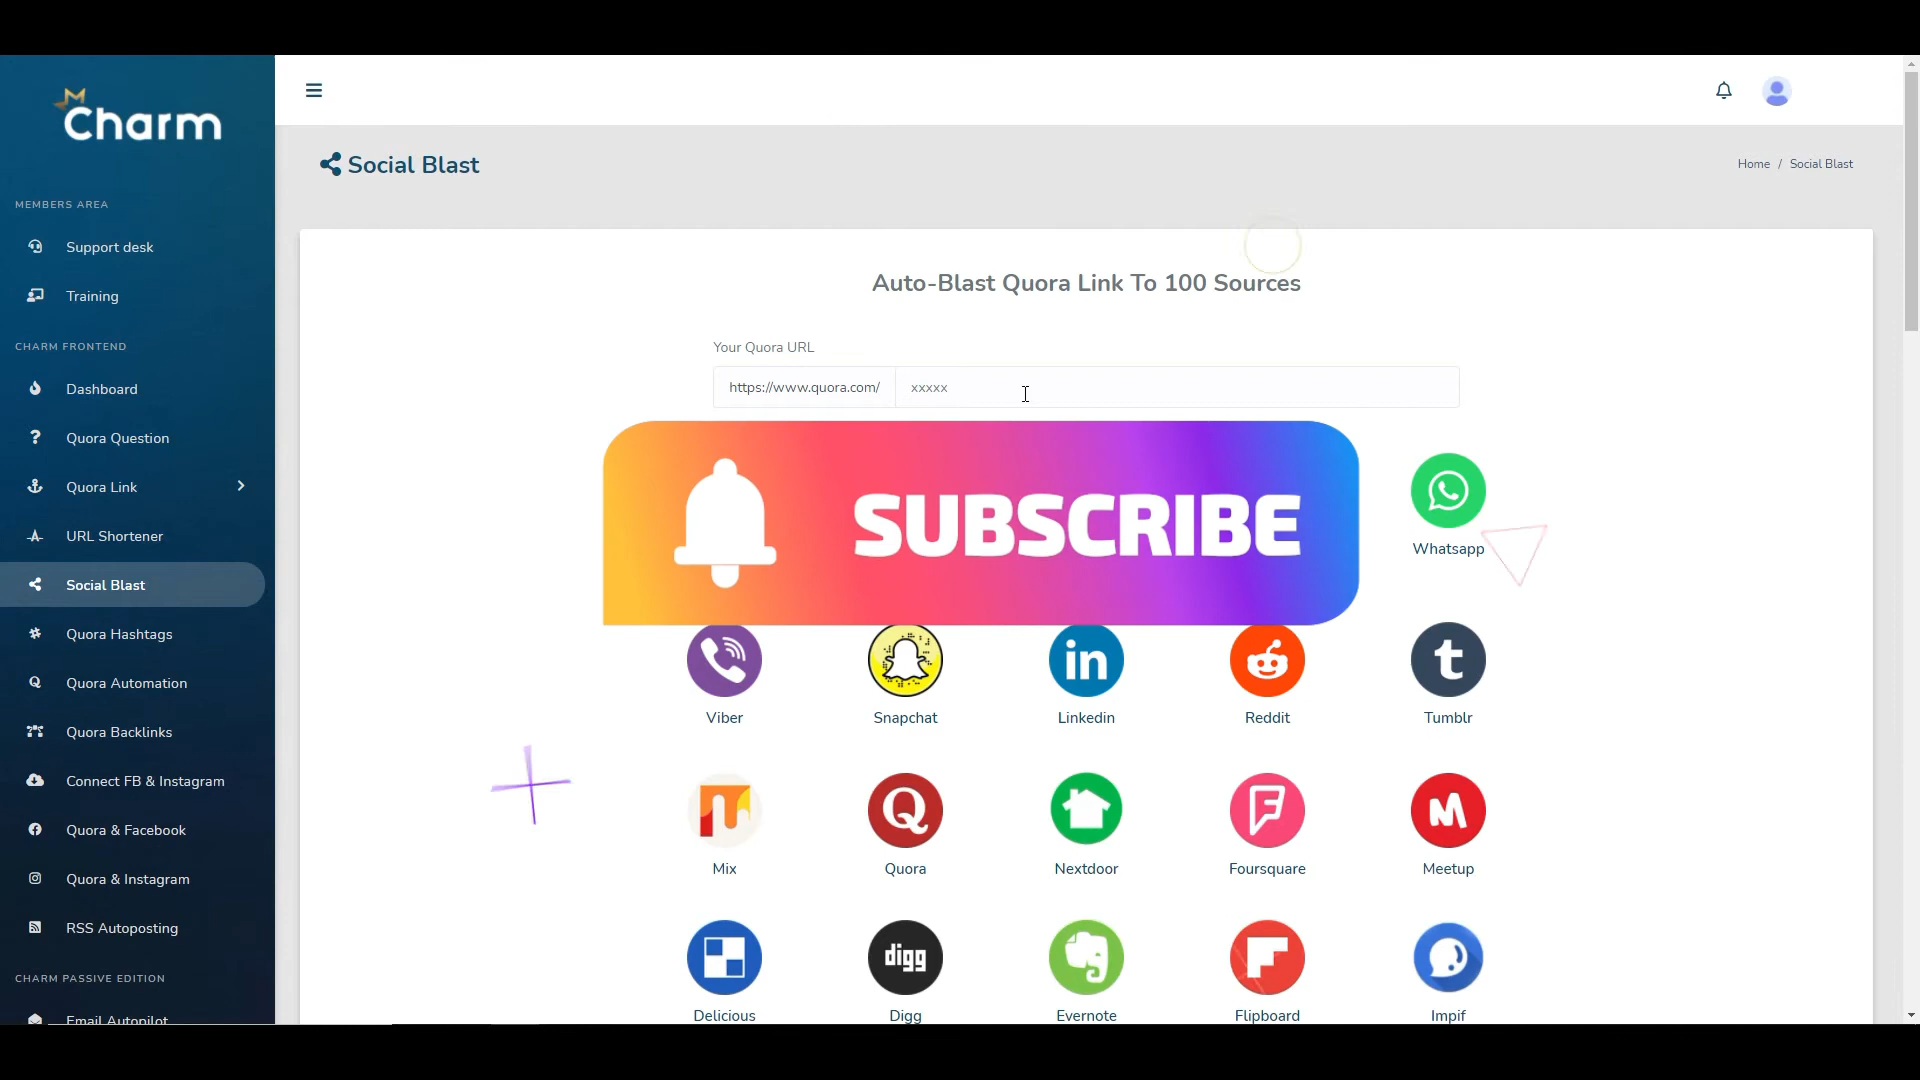 Charm
MEMBERS AREA
Support desk
Training
CHARM FRONTEND
Dashboard
Quora Question
Quora Link
URL Shortener
Social Blast
Quora Hashtags
Quora Automation
Quora Backlinks
Connect FB & Instagram
Quora & Facebook
Quora & Instagram
RSS Autoposting
CHARM PASSIVE EDITION
Email Autopilot
Social Blast
Home / Social Blast
Auto-Blast Quora Link To 100 Sources
Your Quora URL
https://www.quora.com/ xxxxx
SUBSCRIBE
Whatsapp
in
t
Viber Snapchat Linkedin Reddit Tumblr
Q
Mix Quora Nextdoor Foursquare Meetup
digg
Delicious Digg Evernote Flipboard Impif